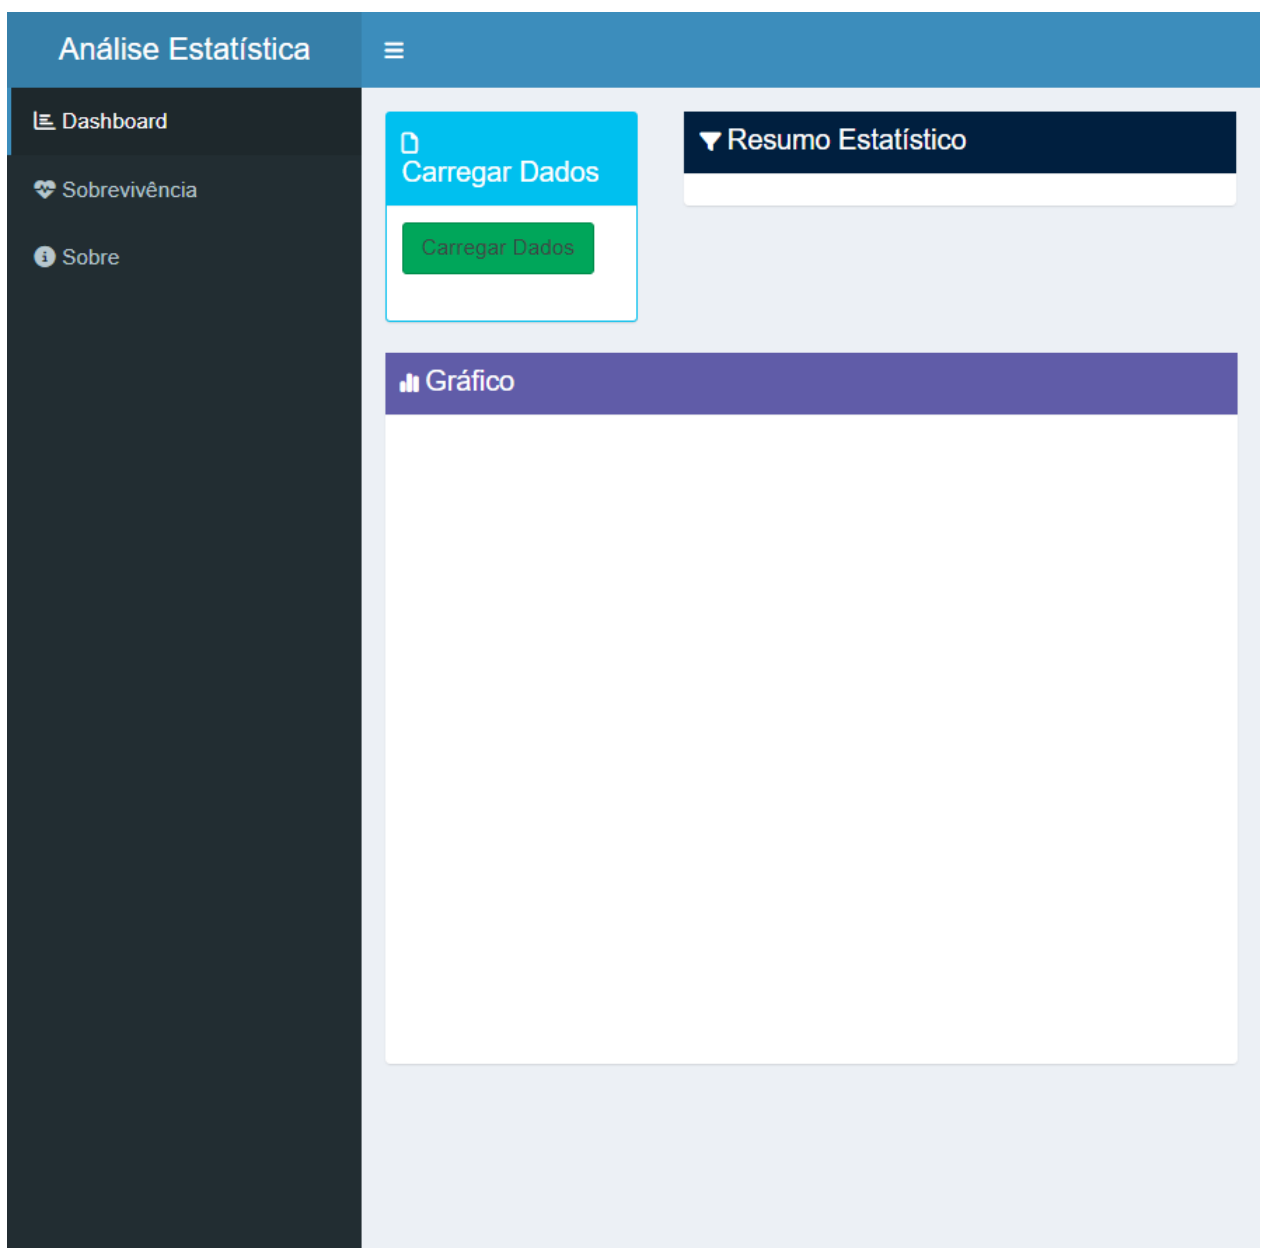 Análise Estatística
Dashboard
Sobrevivência
Sobre
Carregar Dados
Carregar Dados
Resumo Estatístico
Gráfico